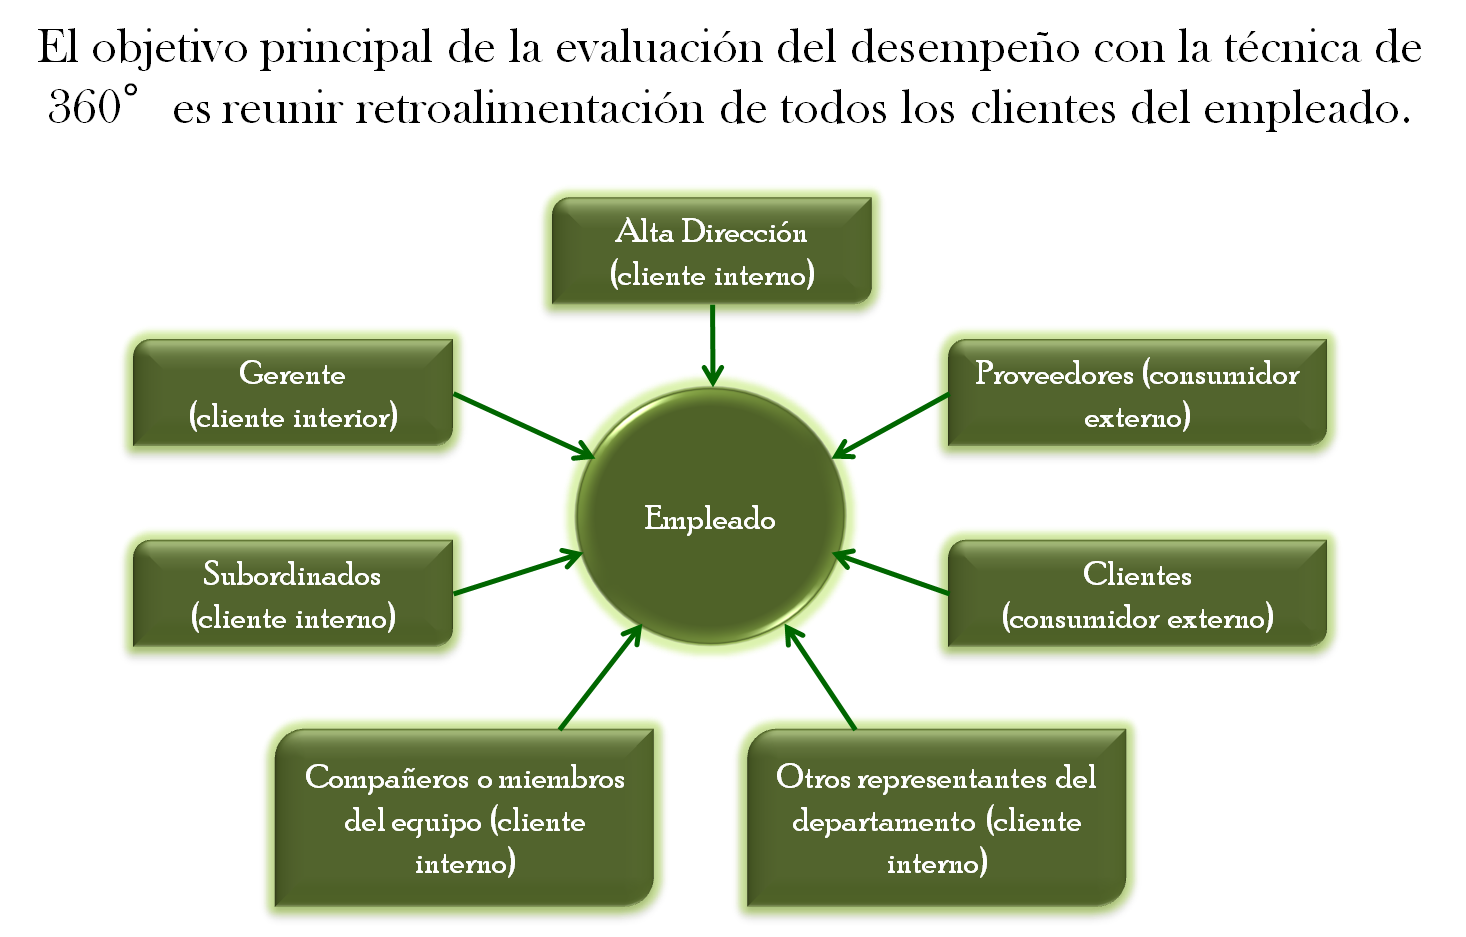 El objetivo principal de la evaluación del desempeño con la técnica de
360° es reunir retroalimentación de todos los clientes del empleado.
Alta Dirección
(cliente interno)
Gerente
(cliente interior)
Proveedores (consumidor
externo)
Empleado
Subordinados
(cliente interno)
Clientes
(consumidor externo)
Compañeros o miembros
del equipo (cliente
interno)
Otros representantes del
departamento (cliente
interno)